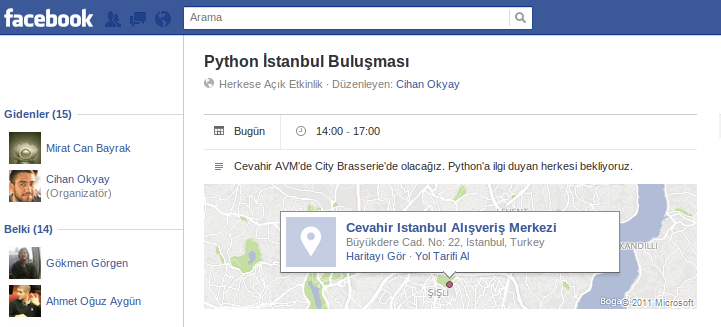 facebook
Arama
Python İstanbul Buluşması
Herkese Açık Etkinlik · Düzenleyen: Cihan Okyay
Gidenler (15)
Mirat Can Bayrak
Cihan Okyay
(Organizatör)
Belki (14)
Gökmen Görgen
Ahmet Oğuz Aygün
Bugün
14:00 - 17:00
Cevahir AVM'de City Brasserie'de olacağız. Python'a ilgi duyan herkesi bekliyoruz.
Cevahir Istanbul Alışveriş Merkezi
Büyükdere Cad. No: 22, Istanbul, Turkey
Haritayı Gör · Yol Tarifi Al
ŞIŞLI
© 2011 Microsoft